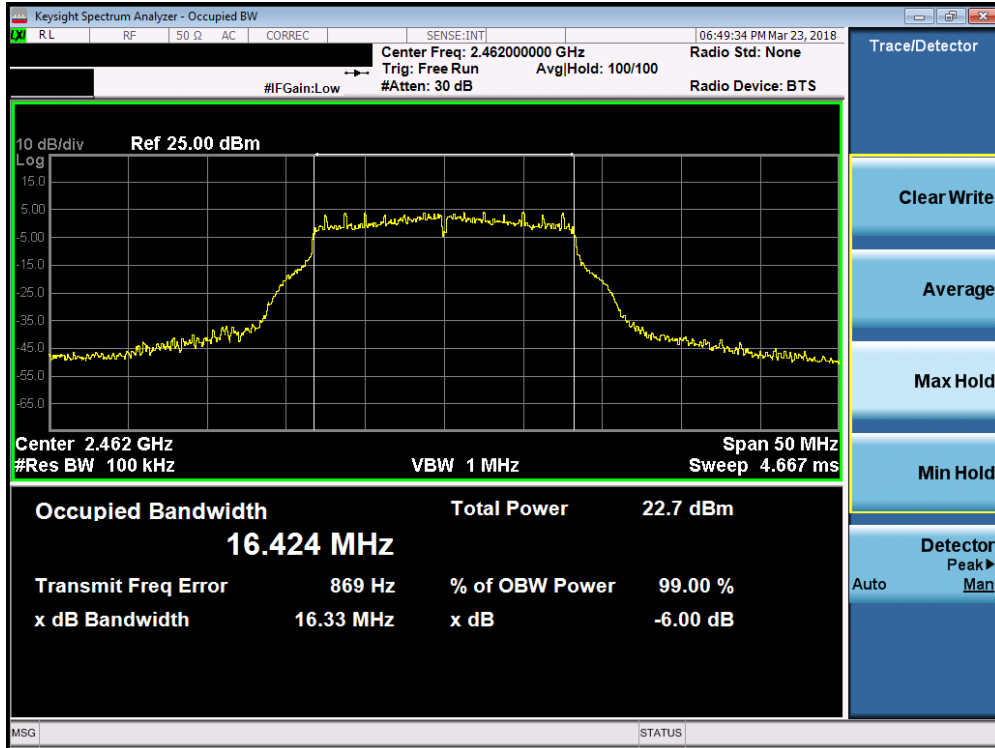 Keysight Spectrum Analyzer - Occupied BW
LXI RL RF 50 Ω AC CORREC SENSE:INT 06:49:34 PM Mar 23, 2018
Center Freq: 2.462000000 GHz Radio Std: None
Trig: Free Run Avg|Hold: 100/100
#IFGain:Low #Atten: 30 dB Radio Device: BTS
Trace/Detector
10 dB/div Ref 25.00 dBm
Log
15.0
5.00
-5.00
-15.0
-25.0
-35.0
-45.0
-55.0
-65.0
Center 2.462 GHz Span 50 MHz
#Res BW 100 kHz VBW 1 MHz Sweep 4.667 ms
Occupied Bandwidth Total Power 22.7 dBm
16.424 MHz
Transmit Freq Error 869 Hz % of OBW Power 99.00 %
x dB Bandwidth 16.33 MHz x dB -6.00 dB
Clear Write
Average
Max Hold
Min Hold
Detector
Peak▶
Auto Man
MSG STATUS